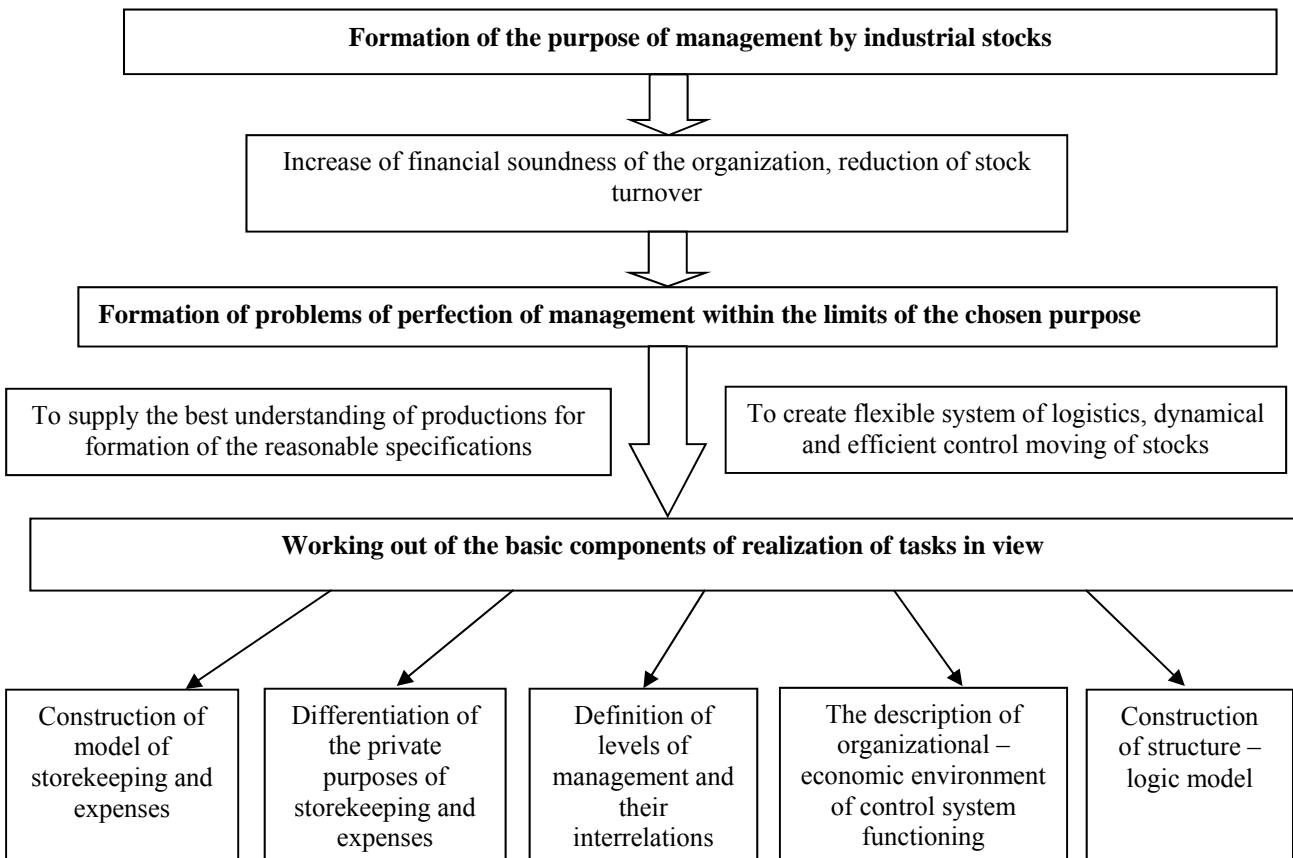 Formation of the purpose of management by industrial stocks
Increase of financial soundness of the organization, reduction of stock
turnover
Formation of problems of perfection of management within the limits of the chosen purpose
To supply the best understanding of productions for
formation of the reasonable specifications
To create flexible system of logistics, dynamical
and efficient control moving of stocks
Working out of the basic components of realization of tasks in view
Construction of
model of
storekeeping and
expenses
Differentiation of
the private
purposes of
storekeeping and
expenses
Definition of
levels of
management and
their
interrelations
The description of
organizational –
economic environment
of control system
functioning
Construction
of structure –
logic model